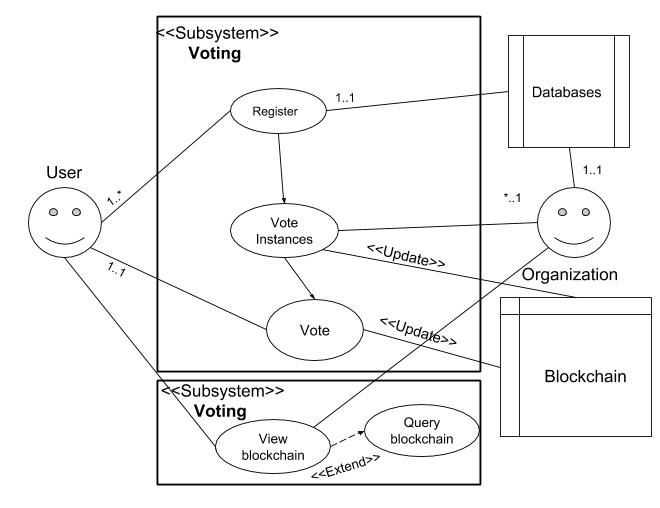 <<Subsystem>>
Voting
Register
1..1
Databases
1..1
User
1..*
*..1
Vote
Instances
<<Update>>
Organization
1..1
Vote
<<Update>>
Blockchain
<<Subsystem>>
Voting
View
blockchain
Query
blockchain
<<Extend>>